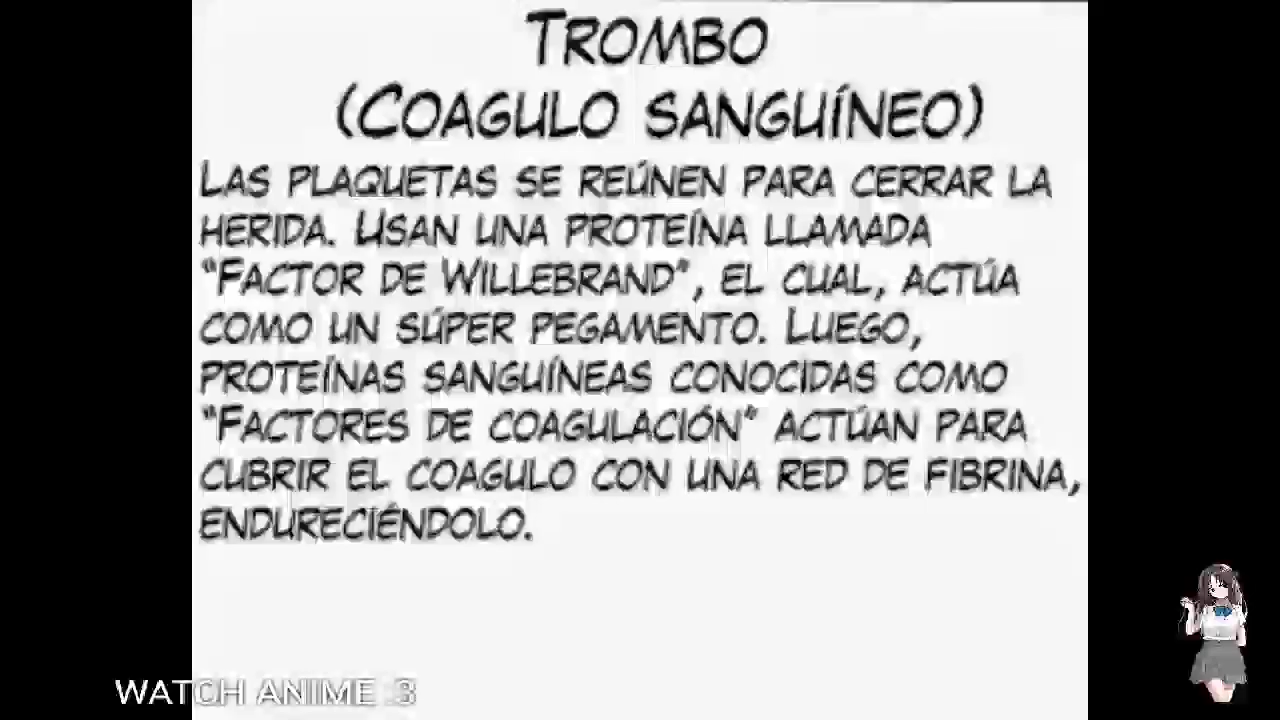 TROMBO
(COAGULO SANGUÍNEO)
LAS PLAQUETAS SE REÚNEN PARA CERRAR LA
HERIDA. USAN UNA PROTEÍNA LLAMADA
"FACTOR DE WILLEBRAND", EL CUAL, ACTÚA
COMO UN SÚPER PEGAMENTO. LUEGO,
PROTEÍNAS SANGUÍNEAS CONOCIDAS COMO
"FACTORES DE COAGULACIÓN" ACTÚAN PARA
CUBRIR EL COAGULO CON UNA RED DE FIBRINA,
ENDURECIÉNDOLO.
WATCH ANIME :3